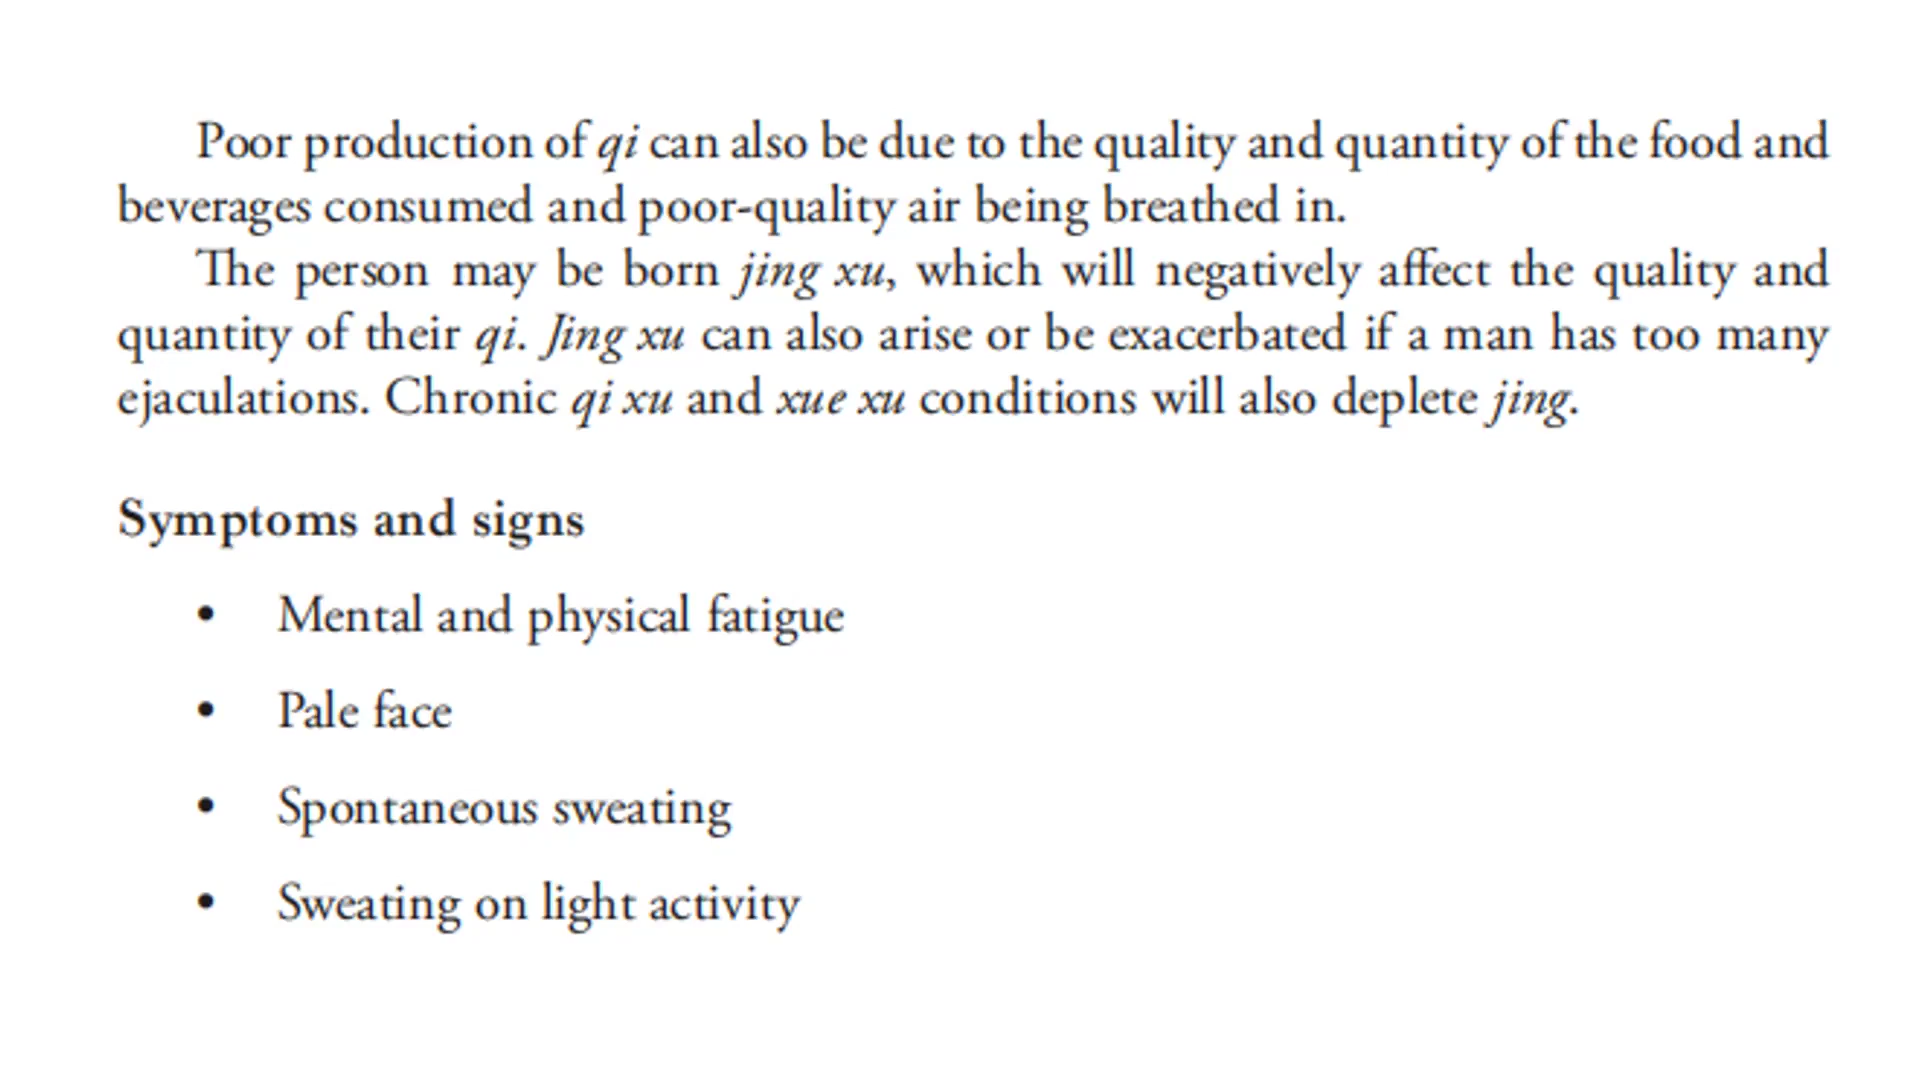 Poor production of qi can also be due to the quality and quantity of the food and
beverages consumed and poor-quality air being breathed in.
The person may be born jing xu, which will negatively affect the quality and
quantity of their qi. Jing xu can also arise or be exacerbated if a man has too many
ejaculations. Chronic qi xu and xue xu conditions will also deplete jing.
Symptoms and signs
• Mental and physical fatigue
• Pale face
• Spontaneous sweating
• Sweating on light activity